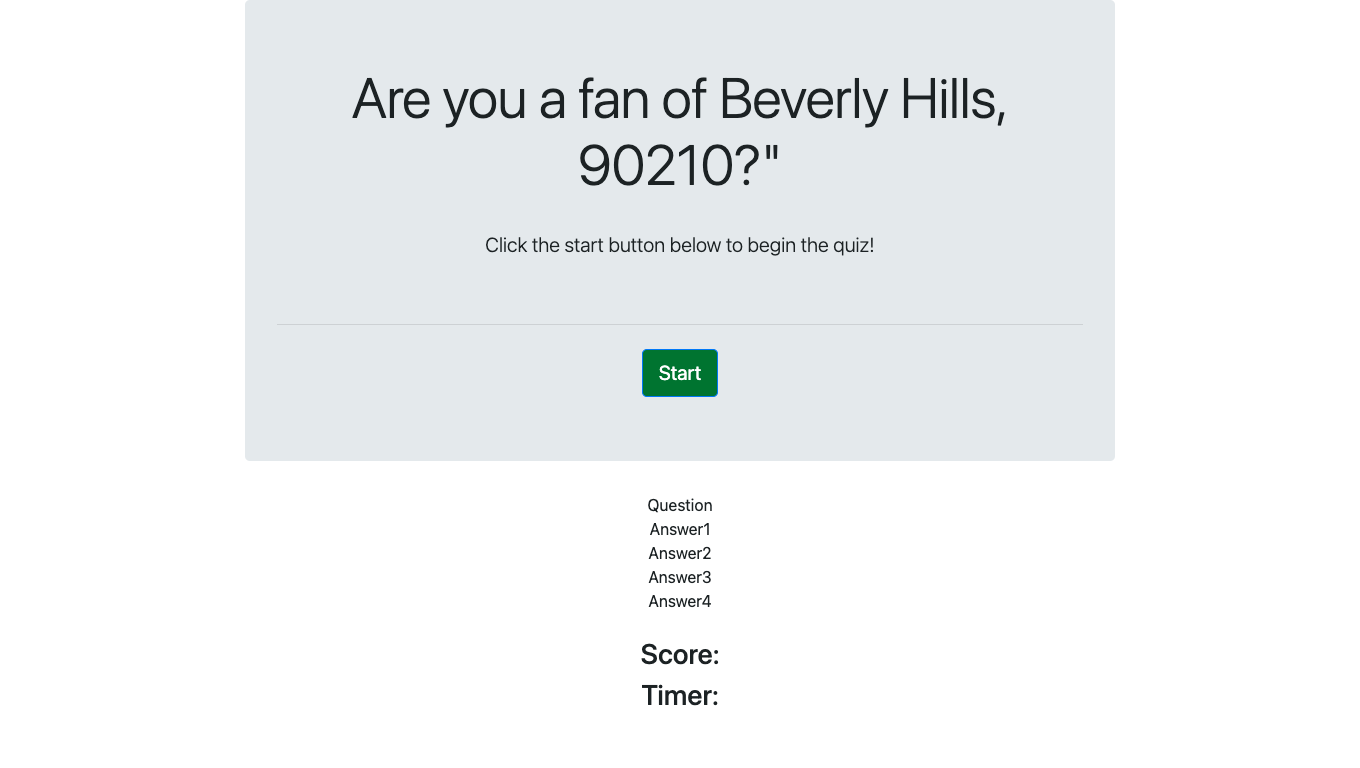 Are you a fan of Beverly Hills,
90210?"
Click the start button below to begin the quiz!
Start
Question
Answer1
Answer2
Answer3
Answer4
Score:
Timer: